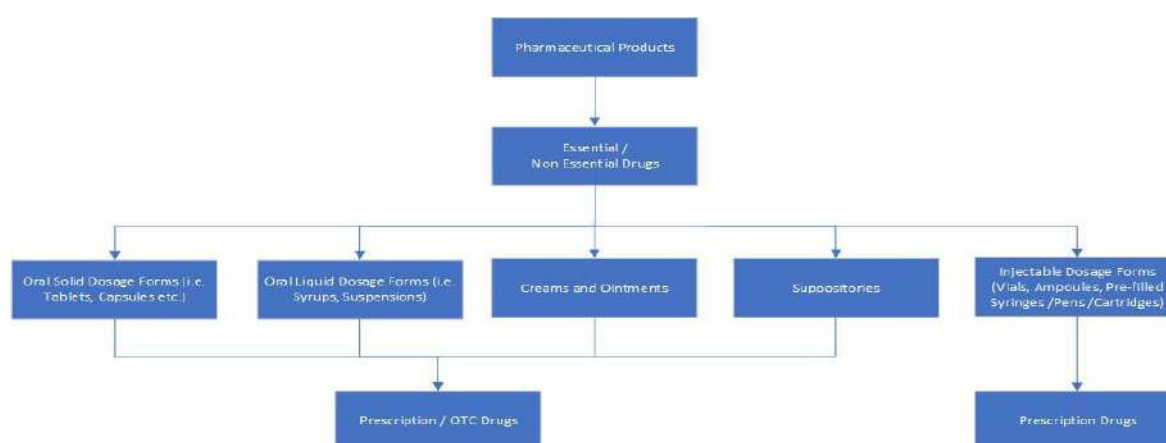 Pharmaceutical Products
Essential /
Non Essential Drugs
Oral Solid Dosage Forms (i.e.
Tablets, Capsules etc.)
Oral Liquid Dosage Forms (i.e.
Syrups, Suspensions)
Creams and Ointments
Suppositories
Injectable Dosage Forms
(Vials, Ampoules, Pre-filled
Syringes /Pens /Cartridges)
Prescription / OTC Drugs
Prescription Drugs